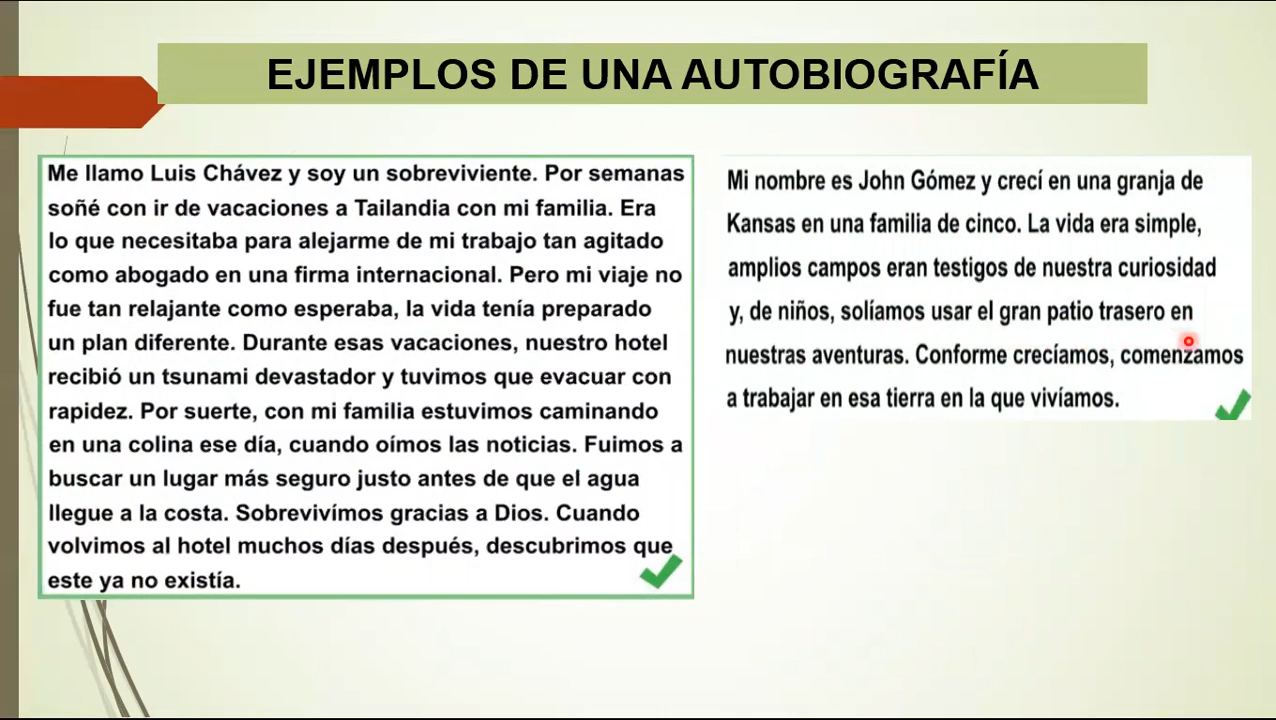 EJEMPLOS DE UNA AUTOBIOGRAFÍA
Me llamo Luis Chávez y soy un sobreviviente. Por semanas
soñé con ir de vacaciones a Tailandia con mi familia. Era
lo que necesitaba para alejarme de mi trabajo tan agitado
como abogado en una firma internacional. Pero mi viaje no
fue tan relajante como esperaba, la vida tenía preparado
un plan diferente. Durante esas vacaciones, nuestro hotel
recibió un tsunami devastador y tuvimos que evacuar con
rapidez. Por suerte, con mi familia estuvimos caminando
en una colina ese día, cuando oímos las noticias. Fuimos a
buscar un lugar más seguro justo antes de que el agua
llegue a la costa. Sobrevivímos gracias a Dios. Cuando
volvimos al hotel muchos días después, descubrimos que
este ya no existía.
Mi nombre es John Gómez y crecí en una granja de
Kansas en una familia de cinco. La vida era simple,
amplios campos eran testigos de nuestra curiosidad
y, de niños, solíamos usar el gran patio trasero en
nuestras aventuras. Conforme crecíamos, comenzamos
a trabajar en esa tierra en la que vivíamos.